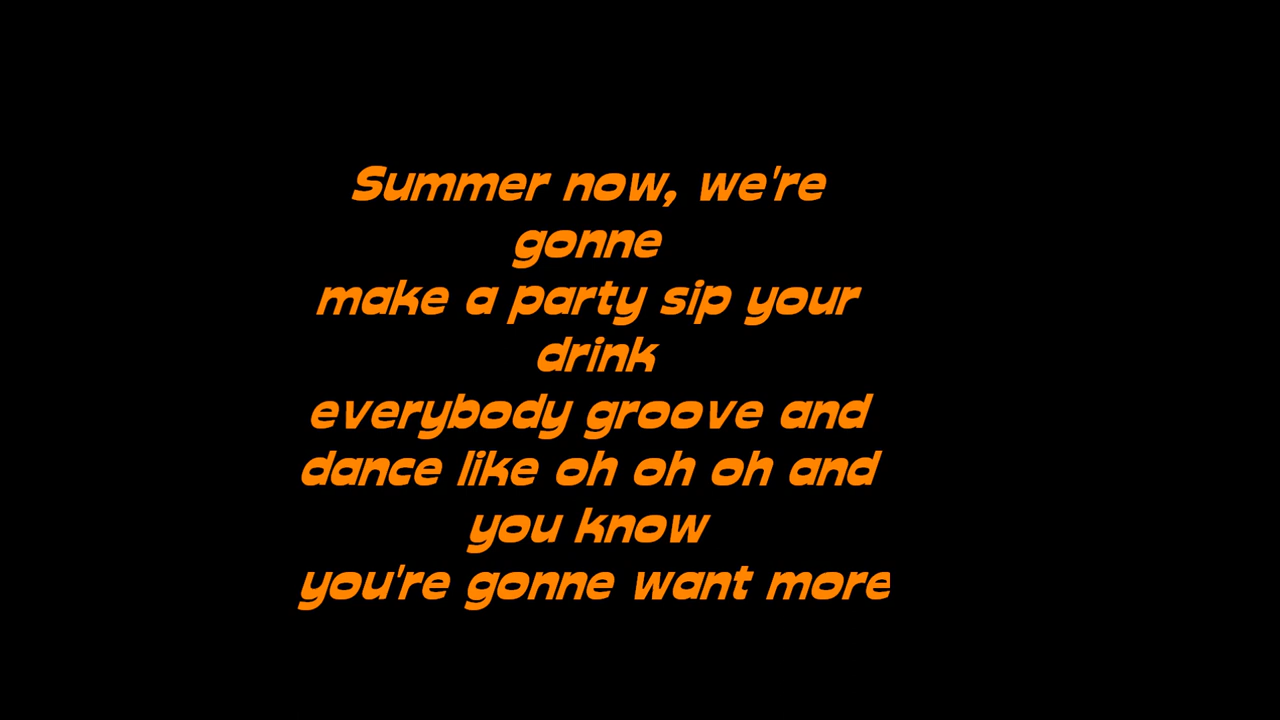 Summer now, we're
gonne
make a party sip your
drink
everybody groove and
dance like oh oh oh and
you know
you're gonne want more